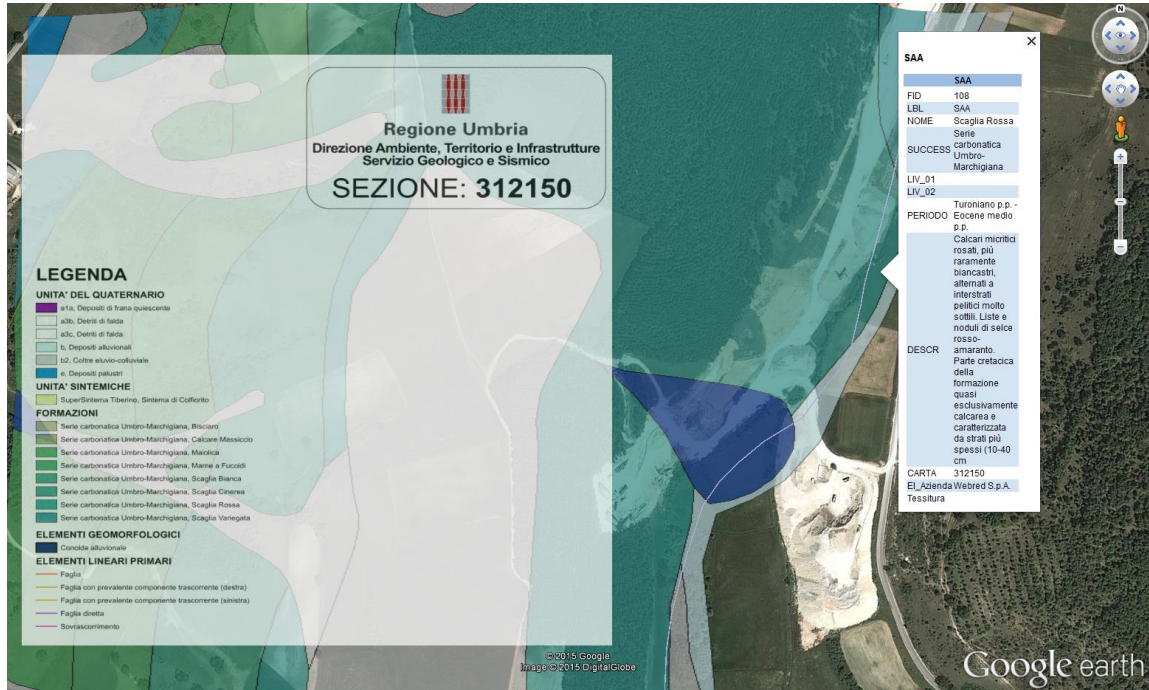 Regione Umbria
Direzione Ambiente, Territorio e Infrastrutture
Servizio Geologico e Sismico
SEZIONE: 312150
LEGENDA
UNITA' DEL QUATERNARIO
a1a, Depositi di frana quiescente
a3b, Detriti di falda
a3c, Detriti di falda
b, Depositi alluvionali
b2, Coltre eluvio-colluviale
e, Depositi palustri
UNITA' SINTEMICHE
SuperSintema Tiberino, Sintema di Colfiorito
FORMAZIONI
Serie carbonatica Umbro-Marchigiana, Bisciaro
Serie carbonatica Umbro-Marchigiana, Calcare Massiccio
Serie carbonatica Umbro-Marchigiana, Maiolica
Serie carbonatica Umbro-Marchigiana, Marne a Fucoidi
Serie carbonatica Umbro-Marchigiana, Scaglia Bianca
Serie carbonatica Umbro-Marchigiana, Scaglia Cinerea
Serie carbonatica Umbro-Marchigiana, Scaglia Rossa
Serie carbonatica Umbro-Marchigiana, Scaglia Variegata
ELEMENTI GEOMORFOLOGICI
Conoide alluvionale
ELEMENTI LINEARI PRIMARI
Faglia
Faglia con prevalente componente trascorrente (destra)
Faglia con prevalente componente trascorrente (sinistra)
Faglia diretta
Sovrascorrimento
SAA
SAA
FID 108
LBL SAA
NOME Scaglia Rossa
Serie
SUCCESS carbonatica
Umbro-
Marchigiana
LIV_01
LIV_02
Turoniano p.p. -
PERIODO Eocene medio
p.p.
Calcari micritici
rosati, più
raramente
biancastri,
alternati a
interstrati
pelitici molto
sottili. Liste e
noduli di selce
rosso-
DESCR amaranto.
Parte cretacica
della
formazione
quasi
esclusivamente
calcarea e
caratterizzata
da strati più
spessi (10-40
cm
CARTA 312150
El_Azienda Webred S.p.A.
Tessitura
N
© 2015 Google
Image © 2015 DigitalGlobe
Google earth